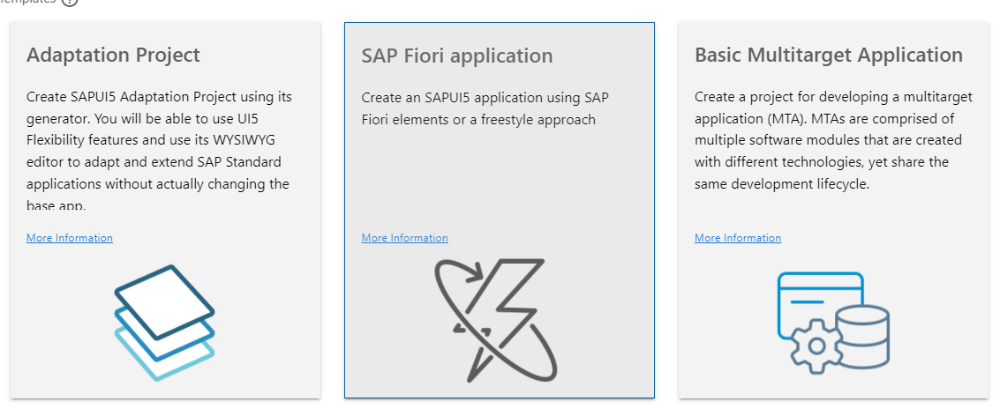 Templates
Adaptation Project
Create SAPUI5 Adaptation Project using its
generator. You will be able to use UI5
Flexibility features and use its WYSIWYG
editor to adapt and extend SAP Standard
applications without actually changing the
base app.
More Information
SAP Fiori application
Create an SAPUI5 application using SAP
Fiori elements or a freestyle approach
More Information
Basic Multitarget Application
Create a project for developing a multitarget
application (MTA). MTAs are comprised of
multiple software modules that are created
with different technologies, yet share the
same development lifecycle.
More Information